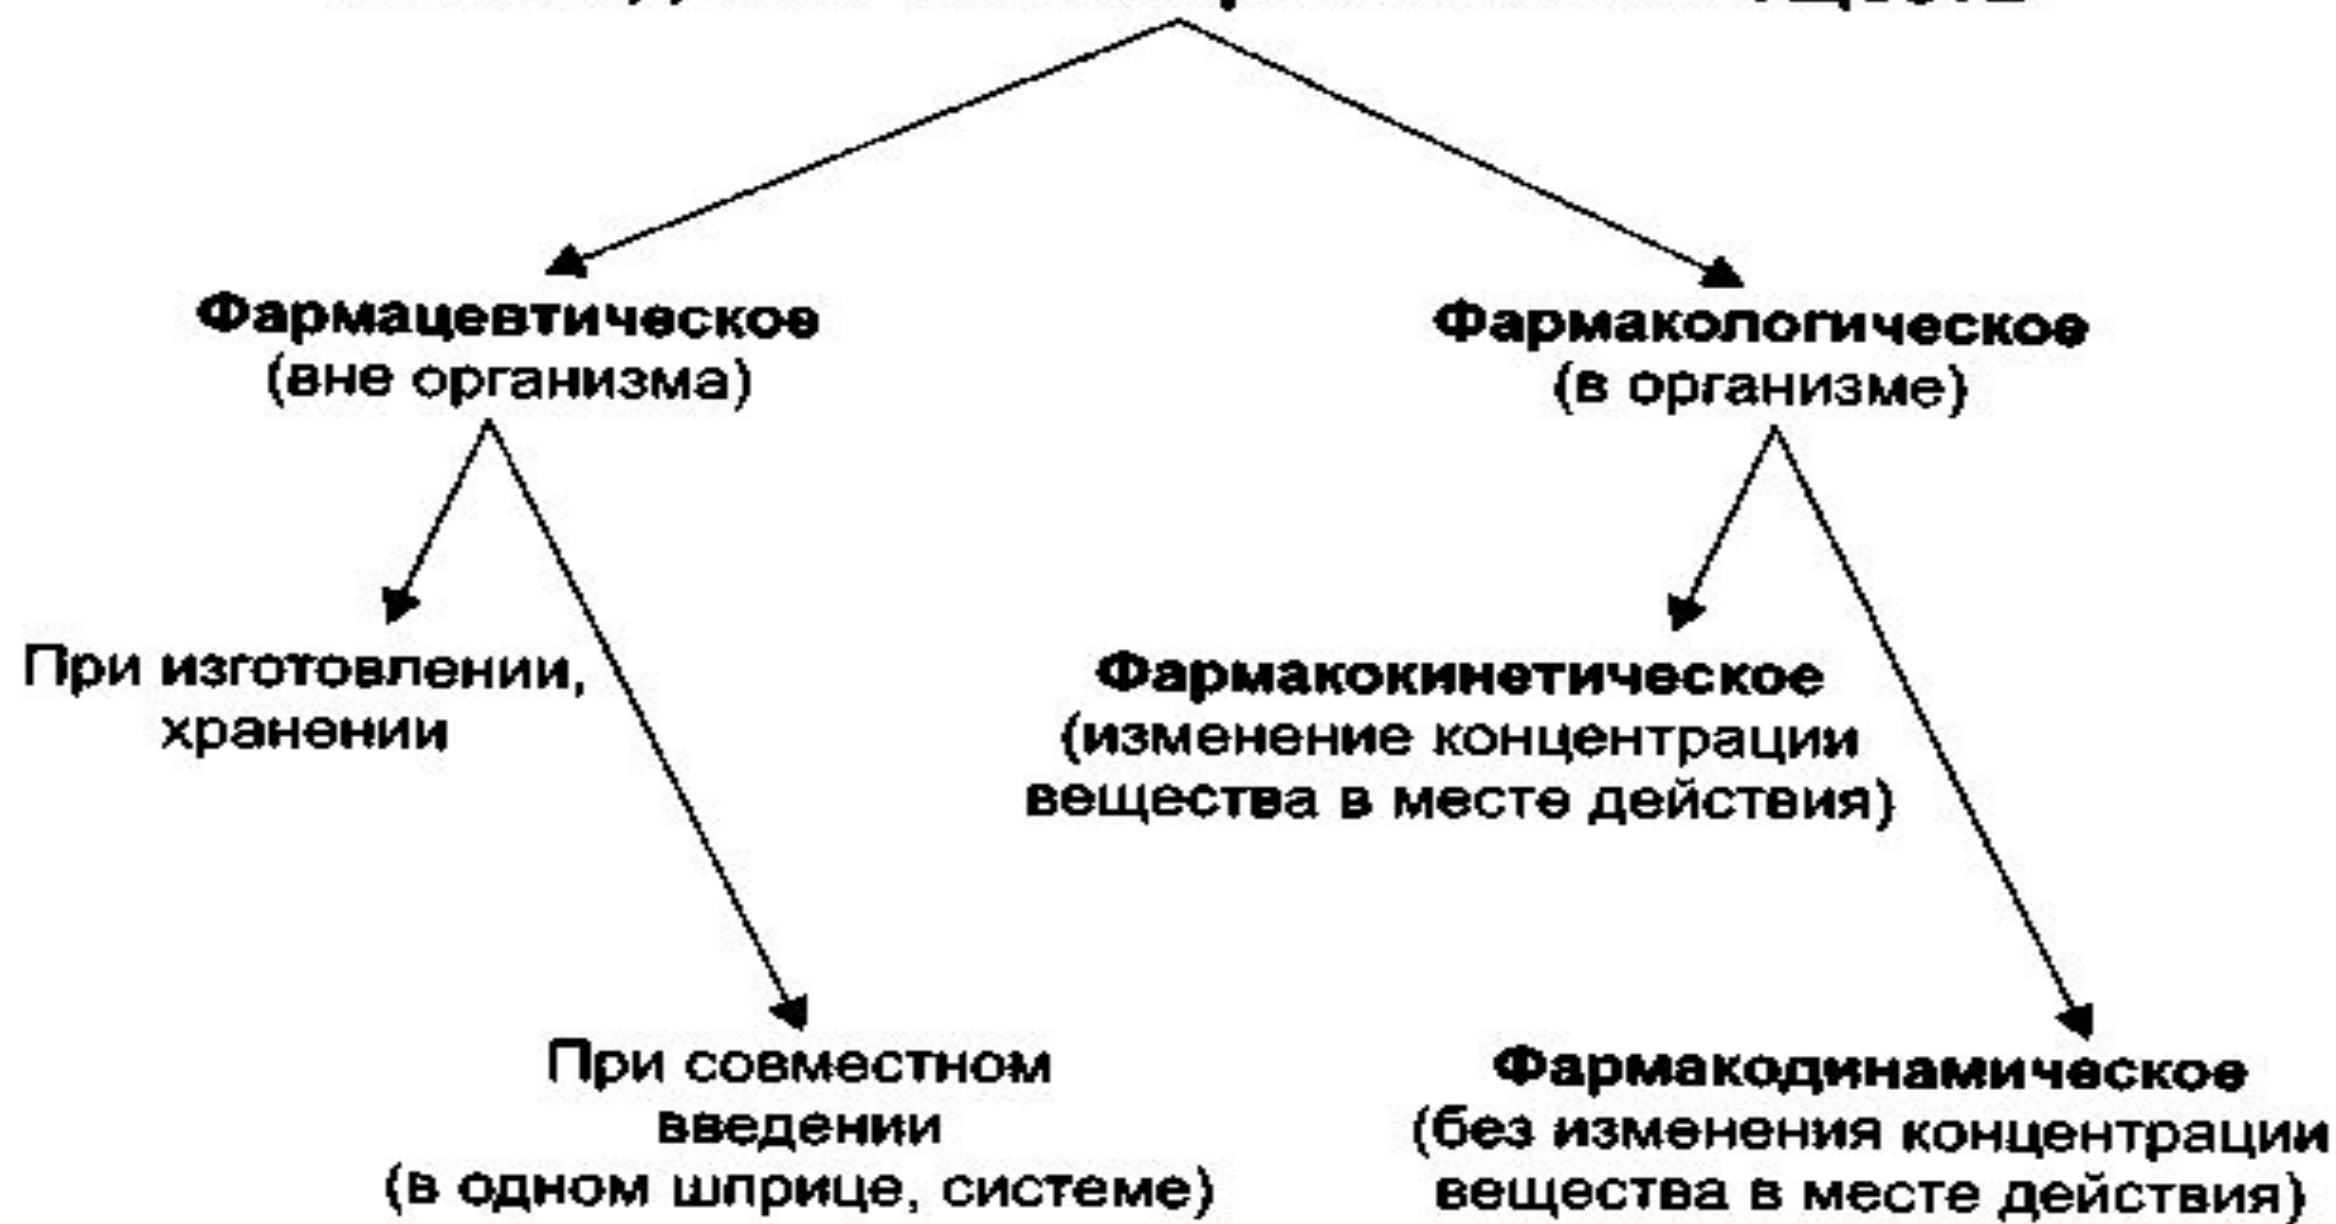 Фармацевтическое
(вне организма)
Фармакологическое
(в организме)
При изготовлении,
хранении
Фармакокинетическое
(изменение концентрации
вещества в месте действия)
При совместном
введении
(в одном шприце, системе)
Фармакодинамическое
(без изменения концентрации
вещества в месте действия)